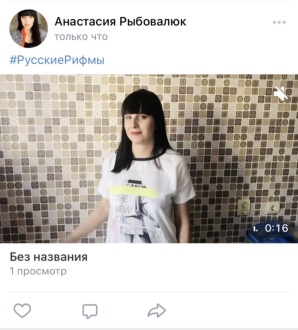 Анастасия Рыбовалюк
только что
#РусскиеРифмы
0:16
Без названия
1 просмотр